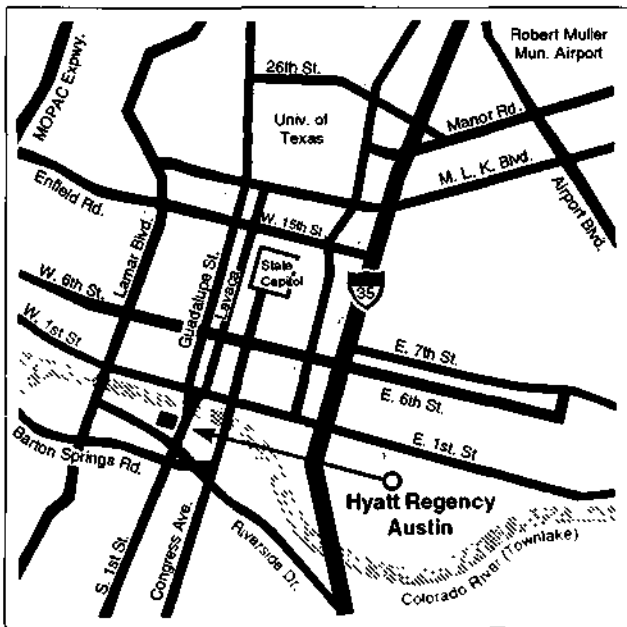 Robert Muller
Mun. Airport
MOPAC Expwy.
26th St.
Univ. of
Texas
Manor Rd.
M. L. K. Blvd.
Airport Blvd.
Enfield Rd.
Lamar Blvd.
W. 15th St
Guadalupe St.
Lavaca
State
Capitol
35
W. 6th St.
W. 1st St.
E. 7th St.
E. 6th St.
E. 1st. St
Barton Springs Rd.
Hyatt Regency
Austin
S. 1st St.
Congress Ave.
Riverside Dr.
Colorado River (Townlake)